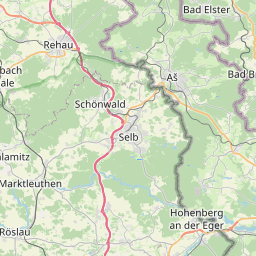 Bad Elster
Rehau
Aš
Bad B
bach
ale
Schönwald
Selb
lamitz
Marktleuthen
Hohenberg
an der Eger
Röslau